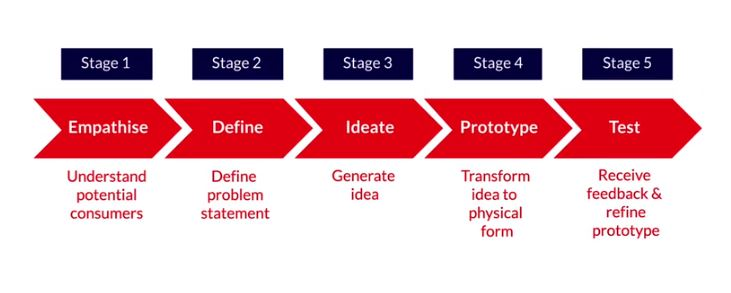 Stage 1
Stage 2
Stage 3
Stage 4
Stage 5
Empathise
Define
Ideate
Prototype
Test
Understand
potential
consumers
Define
problem
statement
Generate
idea
Transform
idea to
physical
form
Receive
feedback &
refine
prototype